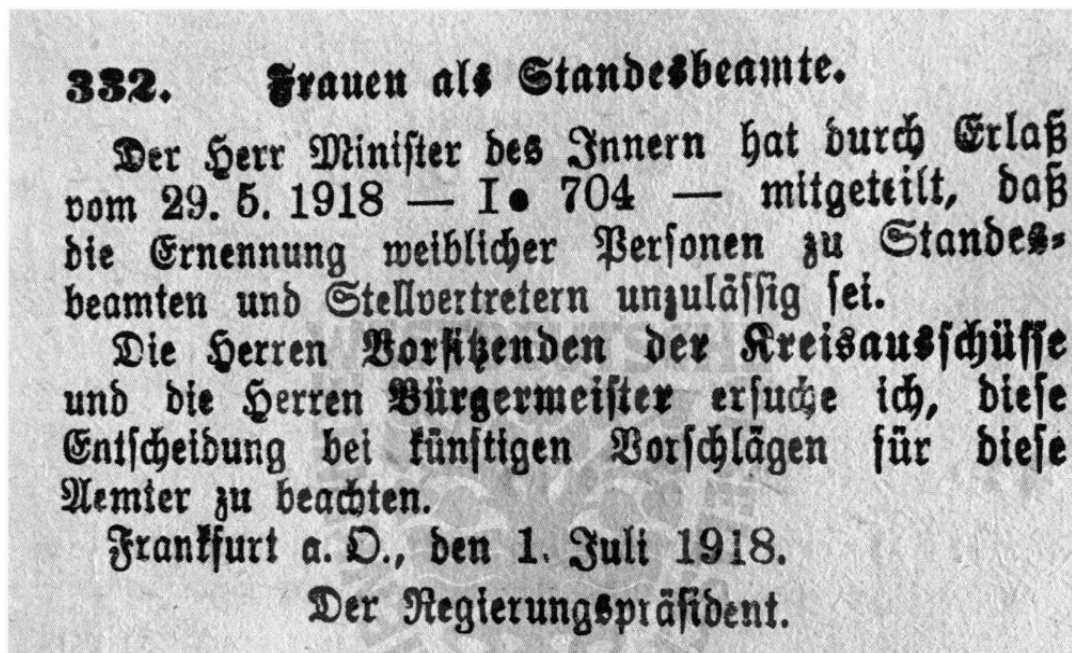 332. Frauen als Standesbeamte.
Der Herr Minister des Innern hat durch Erlaß
vom 29. 5. 1918 — I• 704 — mitgeteilt, daß
die Ernennung weiblicher Personen zu Standes-
beamten und Stellvertretern unzulässig sei.
Die Herren Vorsitzenden der Kreisausschüsse
und die Herren Bürgermeister ersuche ich, diese
Entscheidung bei künftigen Vorschlägen für diese
Aemter zu beachten.
Frankfurt a. O., den 1. Juli 1918.
Der Regierungspräsident.